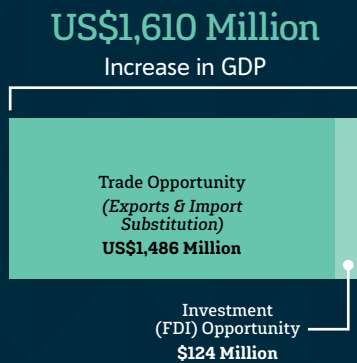 US$1,610 Million
Increase in GDP
Trade Opportunity
(Exports & Import
Substitution)
US$1,486 Million
Investment
(FDI) Opportunity
$124 Million